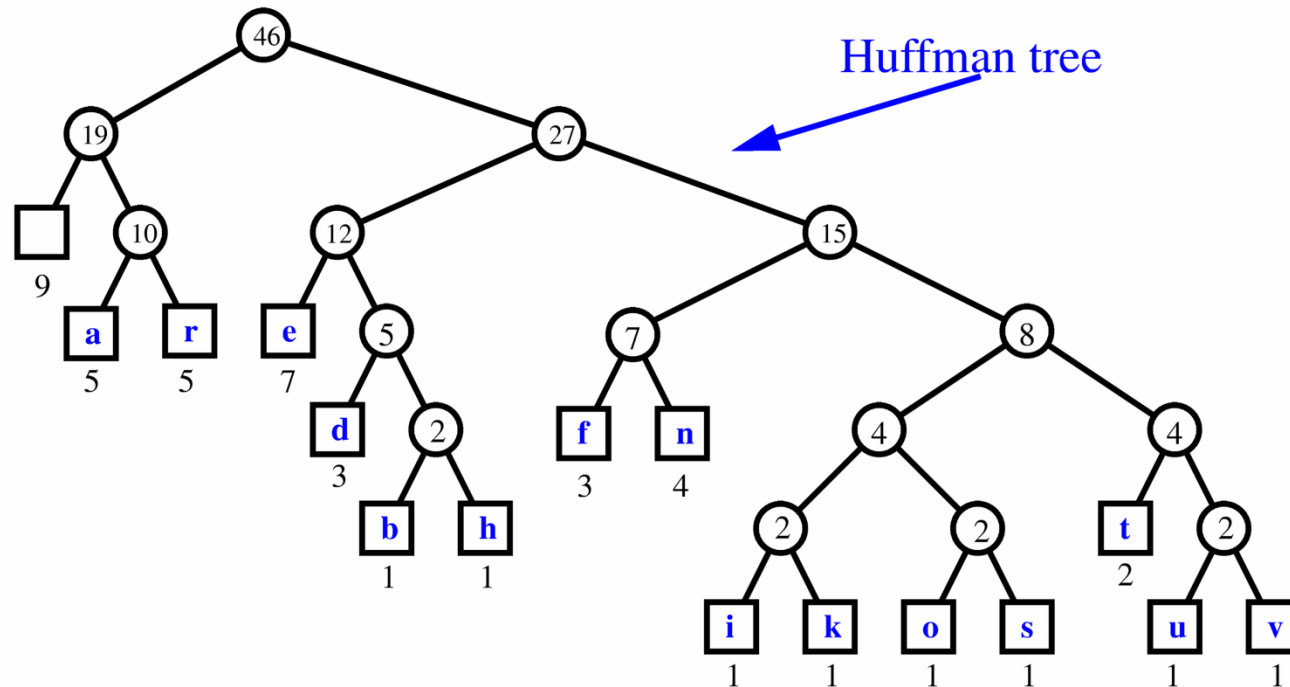 Huffman tree
46
19 27
10 12 15
9
a r e 5 7 8
5 5 7
d 2 f n 4 4
3 3 4
b h 2 2 t 2
1 1 2
i k o s u v
1 1 1 1 1 1